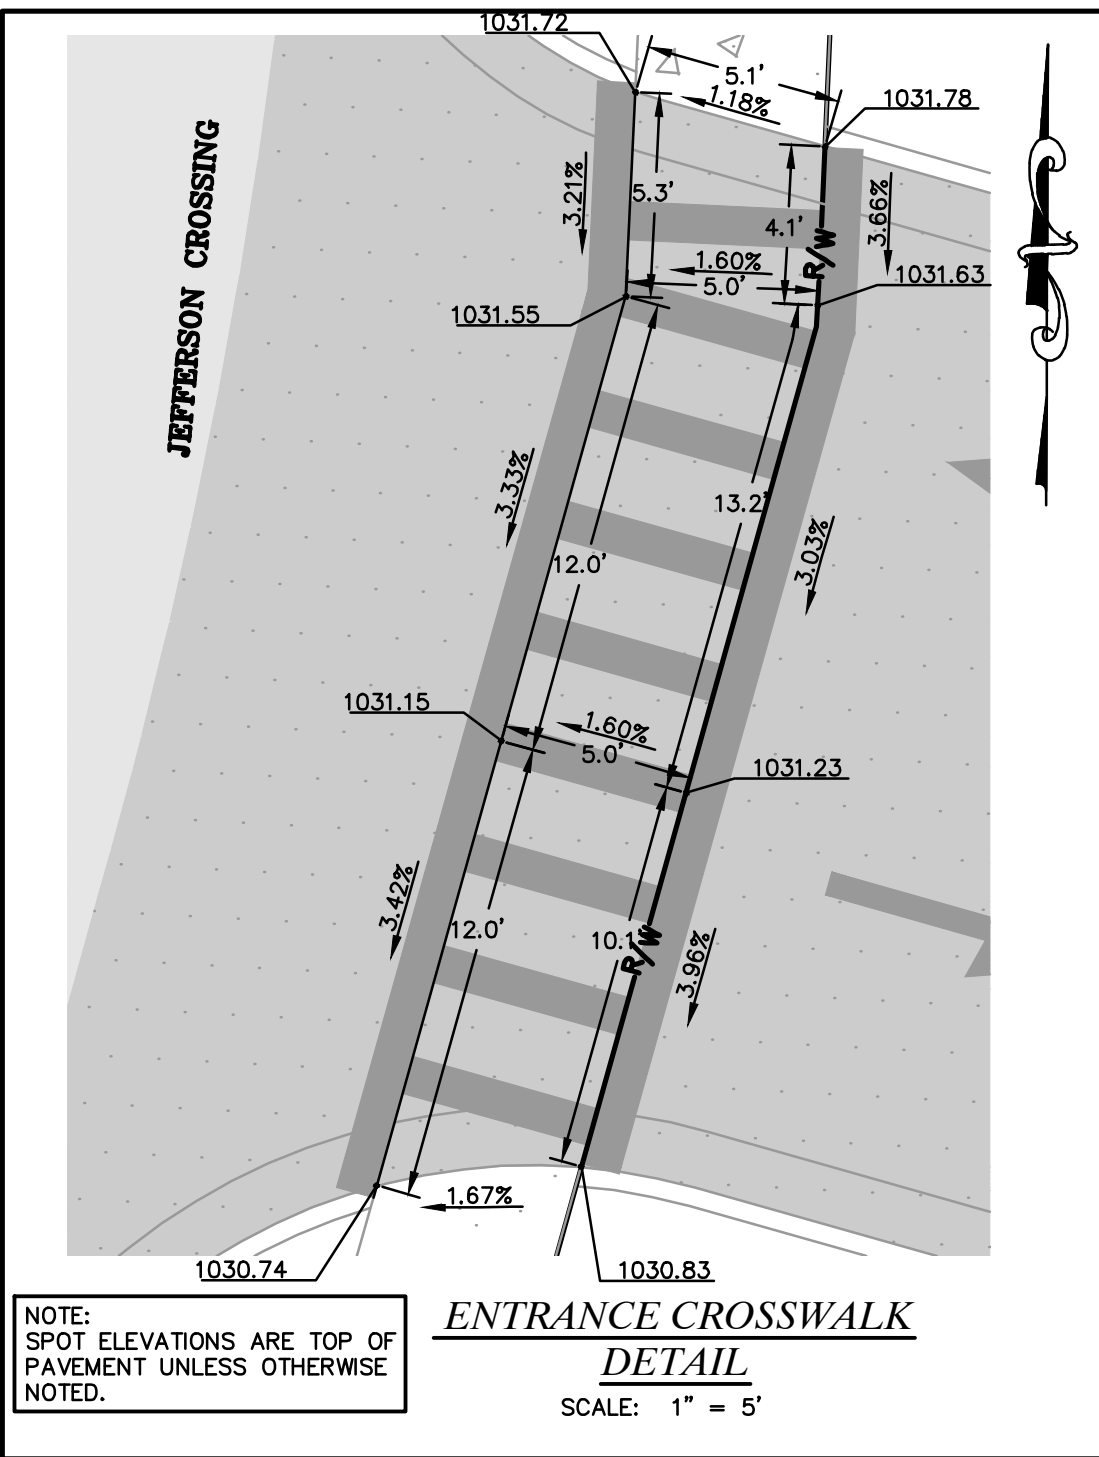 1031.72
5.1'
1.18%
1031.78
JEFFERSON CROSSING
3.21%
5.3'
4.1'
R/W
3.66%
1.60%
5.0'
1031.63
1031.55
3.33%
13.2'
3.03%
12.0'
1031.15
1.60%
5.0'
1031.23
3.42%
12.0'
10.1'
R/W
3.96%
1.67%
1030.74
1030.83
NOTE:
SPOT ELEVATIONS ARE TOP OF
PAVEMENT UNLESS OTHERWISE
NOTED.
ENTRANCE CROSSWALK
DETAIL
SCALE: 1" = 5'